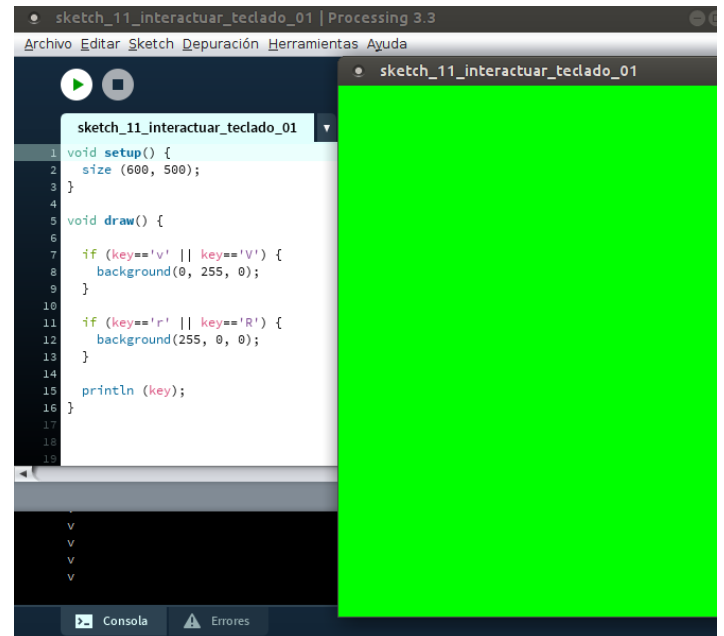 sketch_11_interactuar_teclado_01 | Processing 3.3
Archivo Editar Sketch Depuración Herramientas Ayuda
sketch_11_interactuar_teclado_01
sketch_11_interactuar_teclado_01
1 void setup() {
2 size (600, 500);
3 }
4
5 void draw() {
6
7 if (key=='v' || key=='V') {
8 background(0, 255, 0);
9 }
10
11 if (key=='r' || key=='R') {
12 background(255, 0, 0);
13 }
14
15 println (key);
16 }
17
18
19
v
v
v
v
Consola Errores